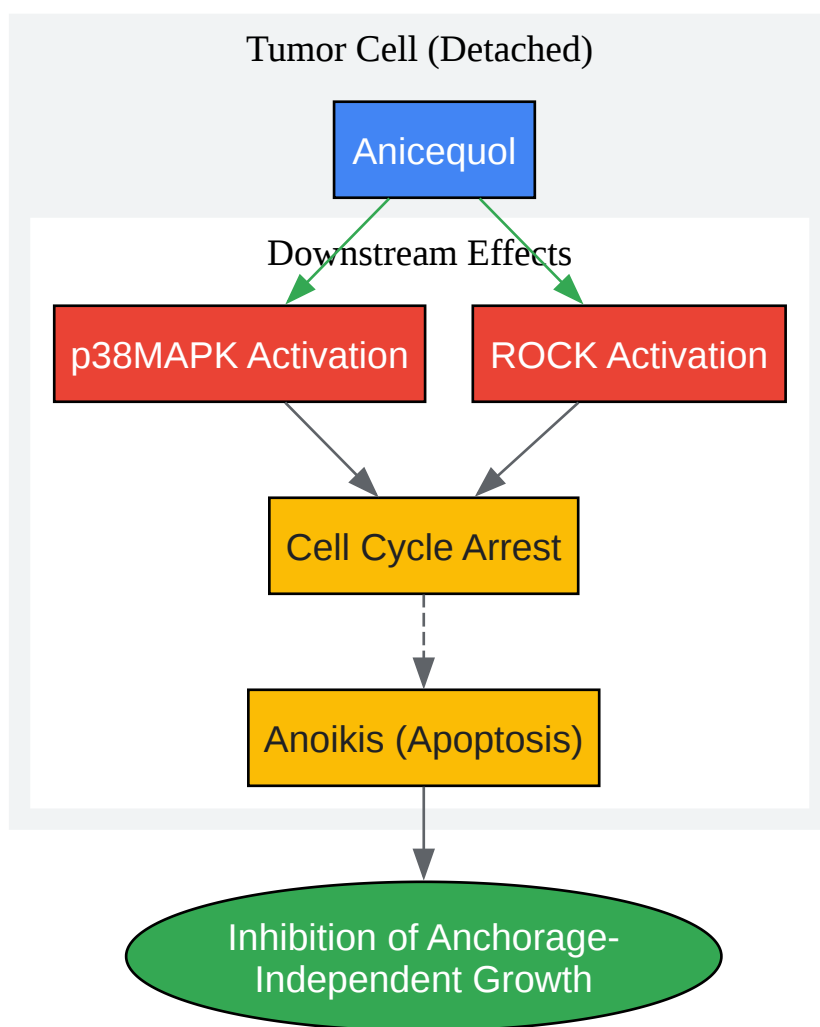 Tumor Cell (Detached)
Anicequol
Downstream Effects
p38MAPK Activation
ROCK Activation
Cell Cycle Arrest
Anoikis (Apoptosis)
Inhibition of Anchorage-
Independent Growth